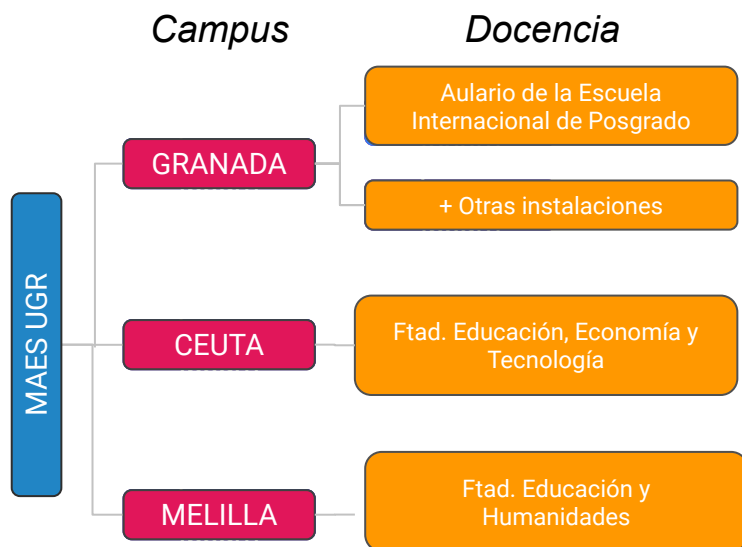 Campus
Docencia
MAES UGR
GRANADA
Aulario de la Escuela
Internacional de Posgrado
+ Otras instalaciones
CEUTA
Ftad. Educación, Economía y
Tecnología
MELILLA
Ftad. Educación y
Humanidades